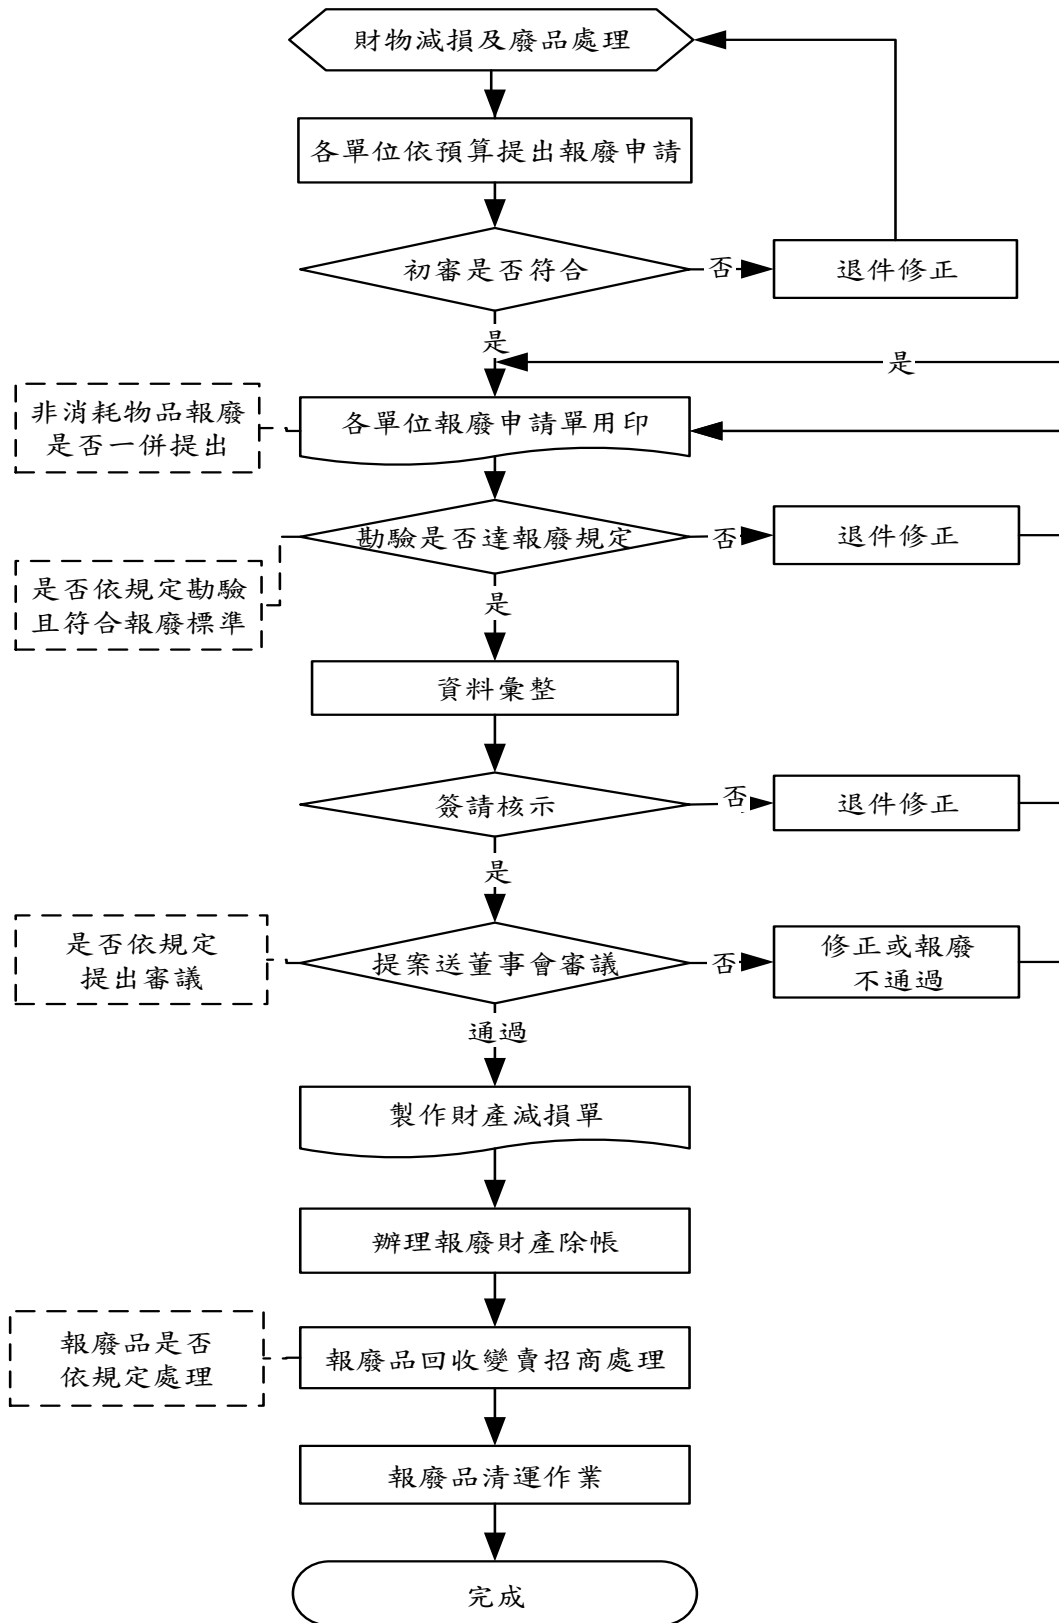 財物減損及廢品處理
各單位依預算提出報廢申請
初審是否符合
否
退件修正
是
是
非消耗物品報廢
是否一併提出
各單位報廢申請單用印
勘驗是否達報廢規定
否
退件修正
是否依規定勘驗
且符合報廢標準
是
資料彙整
簽請核示
否
退件修正
是
是否依規定
提出審議
提案送董事會審議
否
修正或報廢
不通過
通過
製作財產減損單
辦理報廢財產除帳
報廢品是否
依規定處理
報廢品回收變賣招商處理
報廢品清運作業
完成